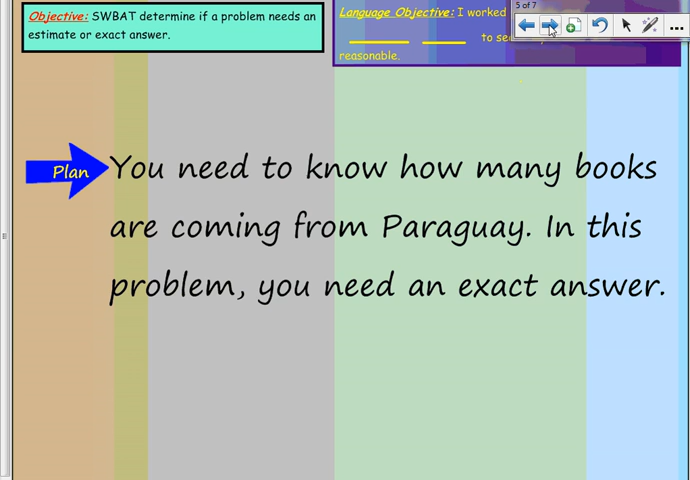 Objective: SWBAT determine if a problem needs an
estimate or exact answer.
Language Objective: I worked
to see
reasonable.
5 of 7
Plan
You need to know how many books
are coming from Paraguay. In this
problem, you need an exact answer.